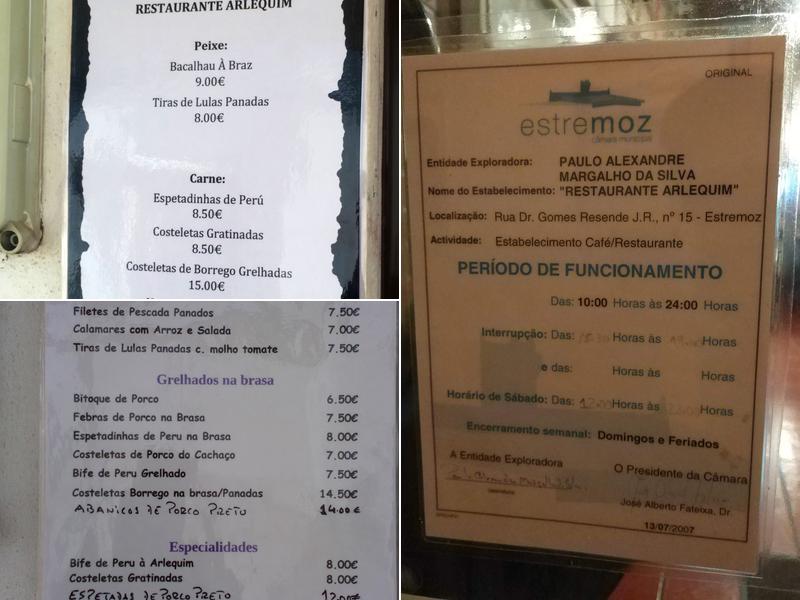 RESTAURANTE ARLEQUIM
Peixe:
Bacalhau À Braz
9.00€
Tiras de Lulas Panadas
8.00€
Carne:
Espetadinhas de Perú
8.50€
Costeletas Gratinadas
8.50€
Costeletas de Borrego Grelhadas
15.00€
Filetes de Pescada Panados 7.50€
Calamares com Arroz e Salada 7.00€
Tiras de Lulas Panadas c. molho tomate 7.50€
Grelhados na brasa
Bitoque de Porco 6.50€
Febras de Porco na Brasa 7.50€
Espetadinhas de Peru na Brasa 8.00€
Costeletas de Porco do Cachaço 7.00€
Bife de Peru Grelhado 7.50€
Costeletas Borrego na brasa/Panadas 14.50€
ABANICOS DE PORCO PRETO 14.00€
Especialidades
Bife de Peru à Arlequim 8.00€
Costeletas Gratinadas 8.00€
ESPETADAS DE PORCO PRETO 12.00€
ORIGINAL
estremoz
câmara municipal
Entidade Exploradora: PAULO ALEXANDRE
MARGALHO DA SILVA
Nome do Estabelecimento: "RESTAURANTE ARLEQUIM"
Localização: Rua Dr. Gomes Resende J.R., nº 15 - Estremoz
Actividade: Estabelecimento Café/Restaurante
PERÍODO DE FUNCIONAMENTO
Das: 10:00 Horas às 24:00 Horas
Interrupção: Das: Horas às Horas
e das: Horas às Horas
Horário de Sábado: Das: 12:00 Horas às Horas
Encerramento semanal: Domingos e Feriados
A Entidade Exploradora
O Presidente da Câmara
José Alberto Fateixa, Dr.
13/07/2007